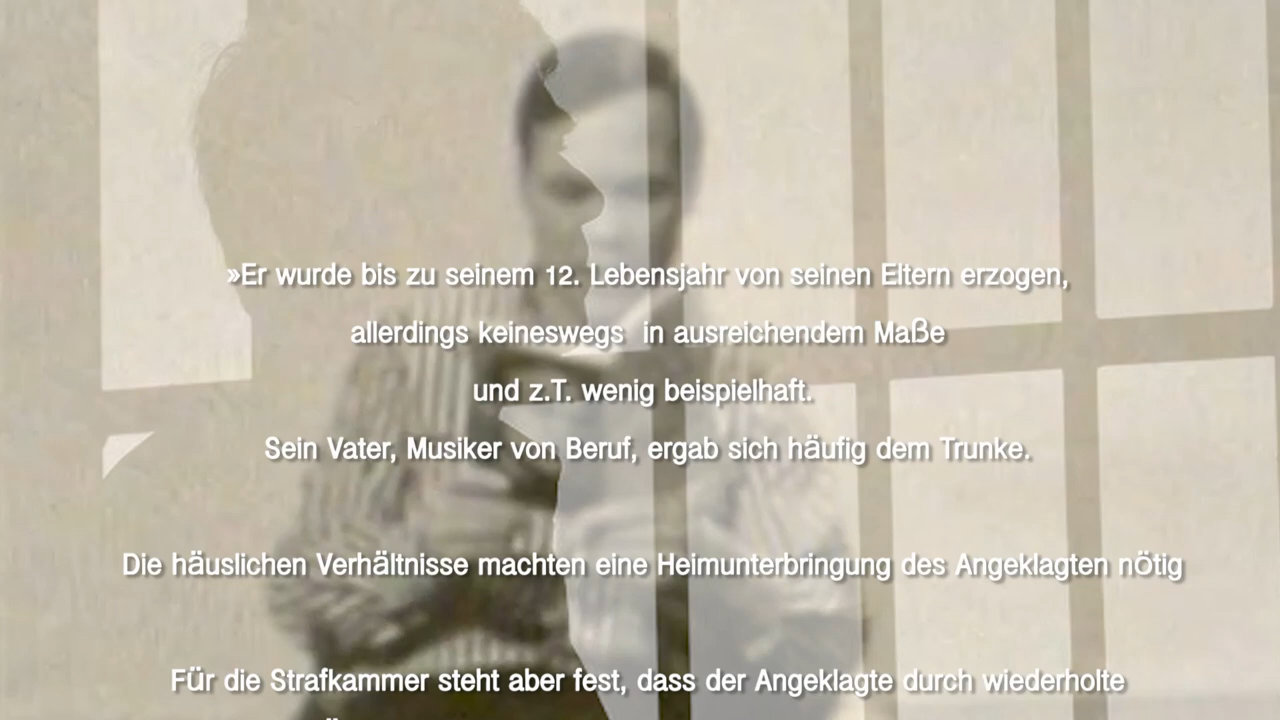 »Er wurde bis zu seinem 12. Lebensjahr von seinen Eltern erzogen,
allerdings keineswegs in ausreichendem Maße
und z.T. wenig beispielhaft.
Sein Vater, Musiker von Beruf, ergab sich häufig dem Trunke.
Die häuslichen Verhältnisse machten eine Heimunterbringung des Angeklagten nötig
Für die Strafkammer steht aber fest, dass der Angeklagte durch wiederholte